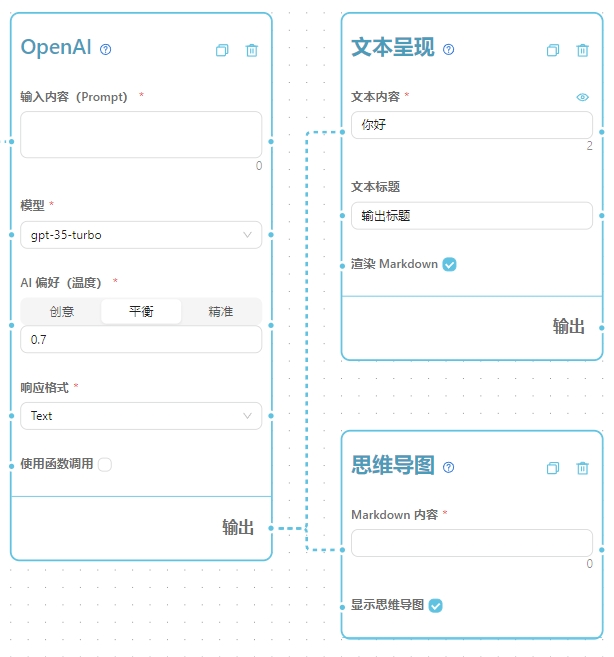 OpenAI
输入内容（Prompt） *
0
模型 *
gpt-35-turbo
AI 偏好（温度） *
创意 平衡 精准
0.7
响应格式 *
Text
使用函数调用
输出
文本呈现
文本内容 *
你好
2
文本标题
输出标题
渲染 Markdown
输出
思维导图
Markdown 内容 *
0
显示思维导图